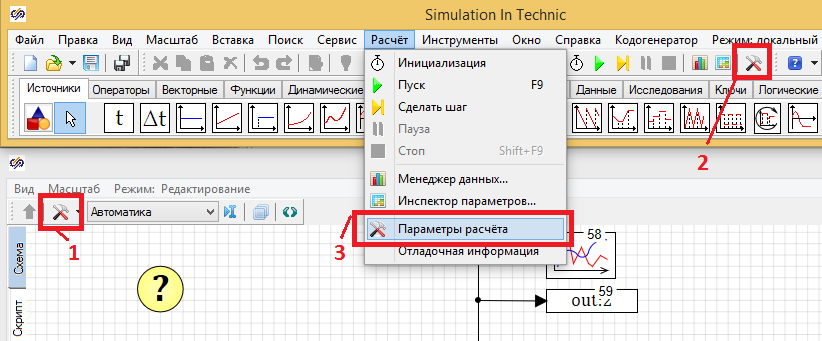 Simulation In Technic
Файл Правка Вид Масштаб Вставка Поиск Сервис Расчёт Инструменты Окно Справка Кодогенератор Режим: локальный
Источники Операторы Векторные Функции Динамические Данные Исследования Ключи Логические
t Δt
Инициализация
Пуск F9
Сделать шаг
Пауза
Стоп Shift+F9
Менеджер данных...
Инспектор параметров...
Параметры расчёта
Отладочная информация
2
Вид Масштаб Режим: Редактирование
Автоматика
1
3
Схема
Скрипт
?
58
59
out:2